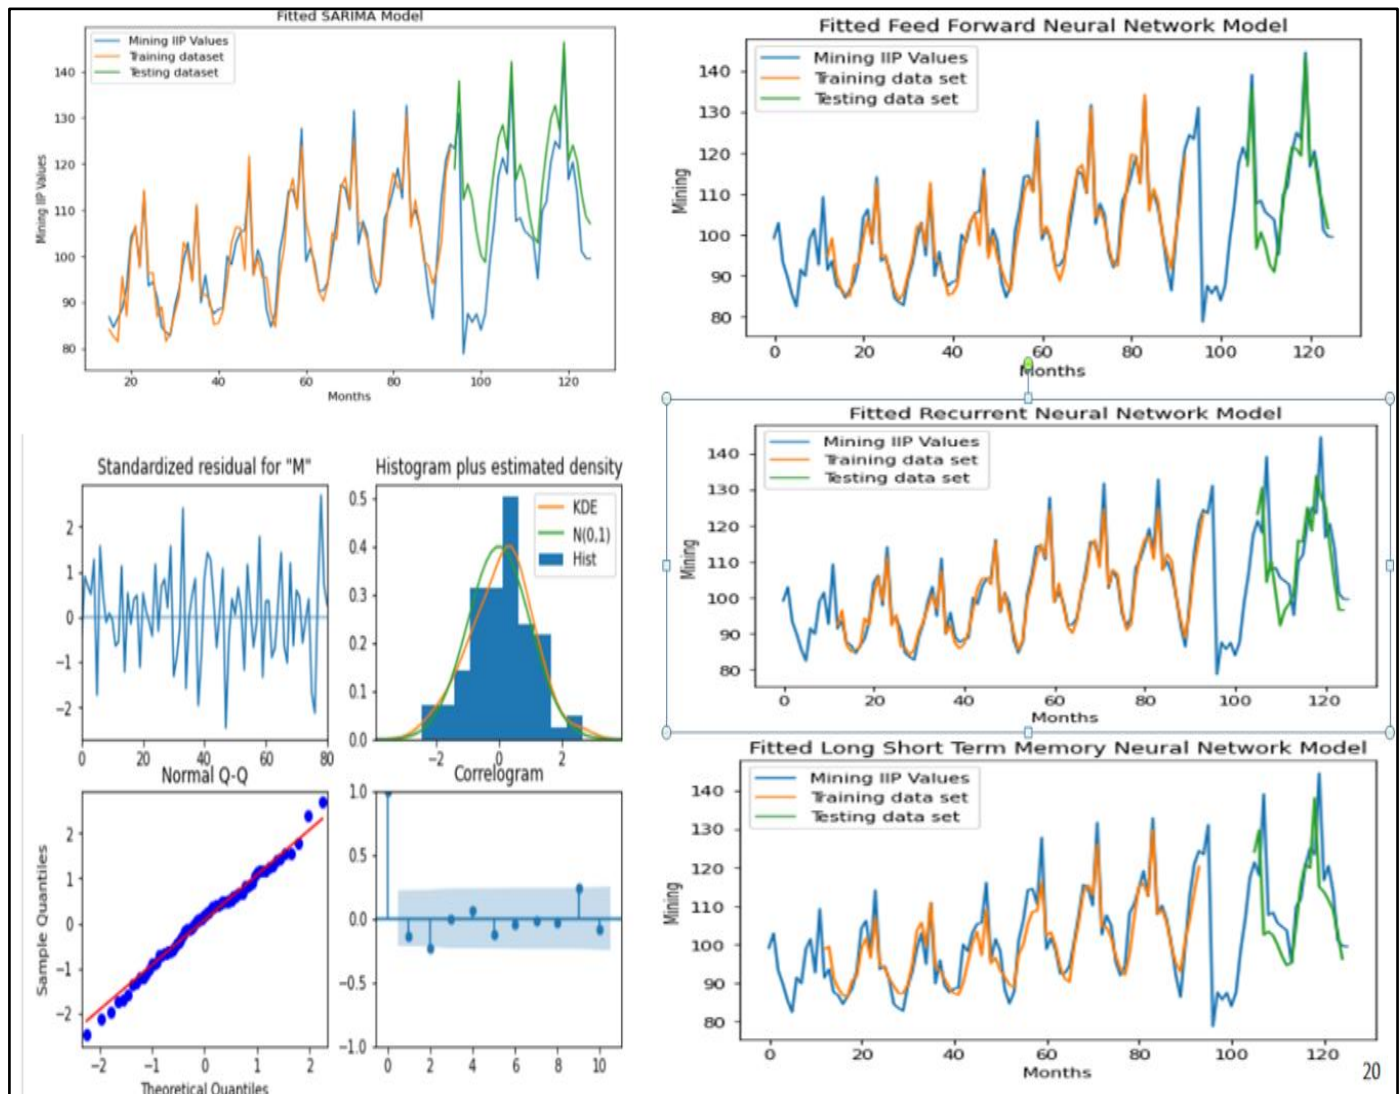 Fitted SARIMA Model
Mining IIP Values
Training dataset
Testing dataset
140
130
120
110
100
90
80
Mining IIP Values
20
40
60
80
100
120
Months
Fitted Feed Forward Neural Network Model
Mining IIP Values
Training data set
Testing data set
140
130
120
110
100
90
80
Mining
0
20
40
60
80
100
120
Months
Fitted Recurrent Neural Network Model
Mining IIP Values
Training data set
Testing data set
140
130
120
110
100
90
80
Mining
0
20
40
60
80
100
120
Months
Standardized residual for "M"
2
1
0
−1
−2
0
20
40
60
80
Histogram plus estimated density
KDE
N(0,1)
Hist
0.5
0.4
0.3
0.2
0.1
0.0
−2
0
2
Normal Q-Q
2
1
0
−1
−2
Sample Quantiles
−2
−1
0
1
2
Theoretical Quantiles
Correlogram
1.0
0.5
0.0
−0.5
−1.0
0
2
4
6
8
10
Fitted Long Short Term Memory Neural Network Model
Mining IIP Values
Training data set
Testing data set
140
130
120
110
100
90
80
Mining
0
20
40
60
80
100
120
Months
20